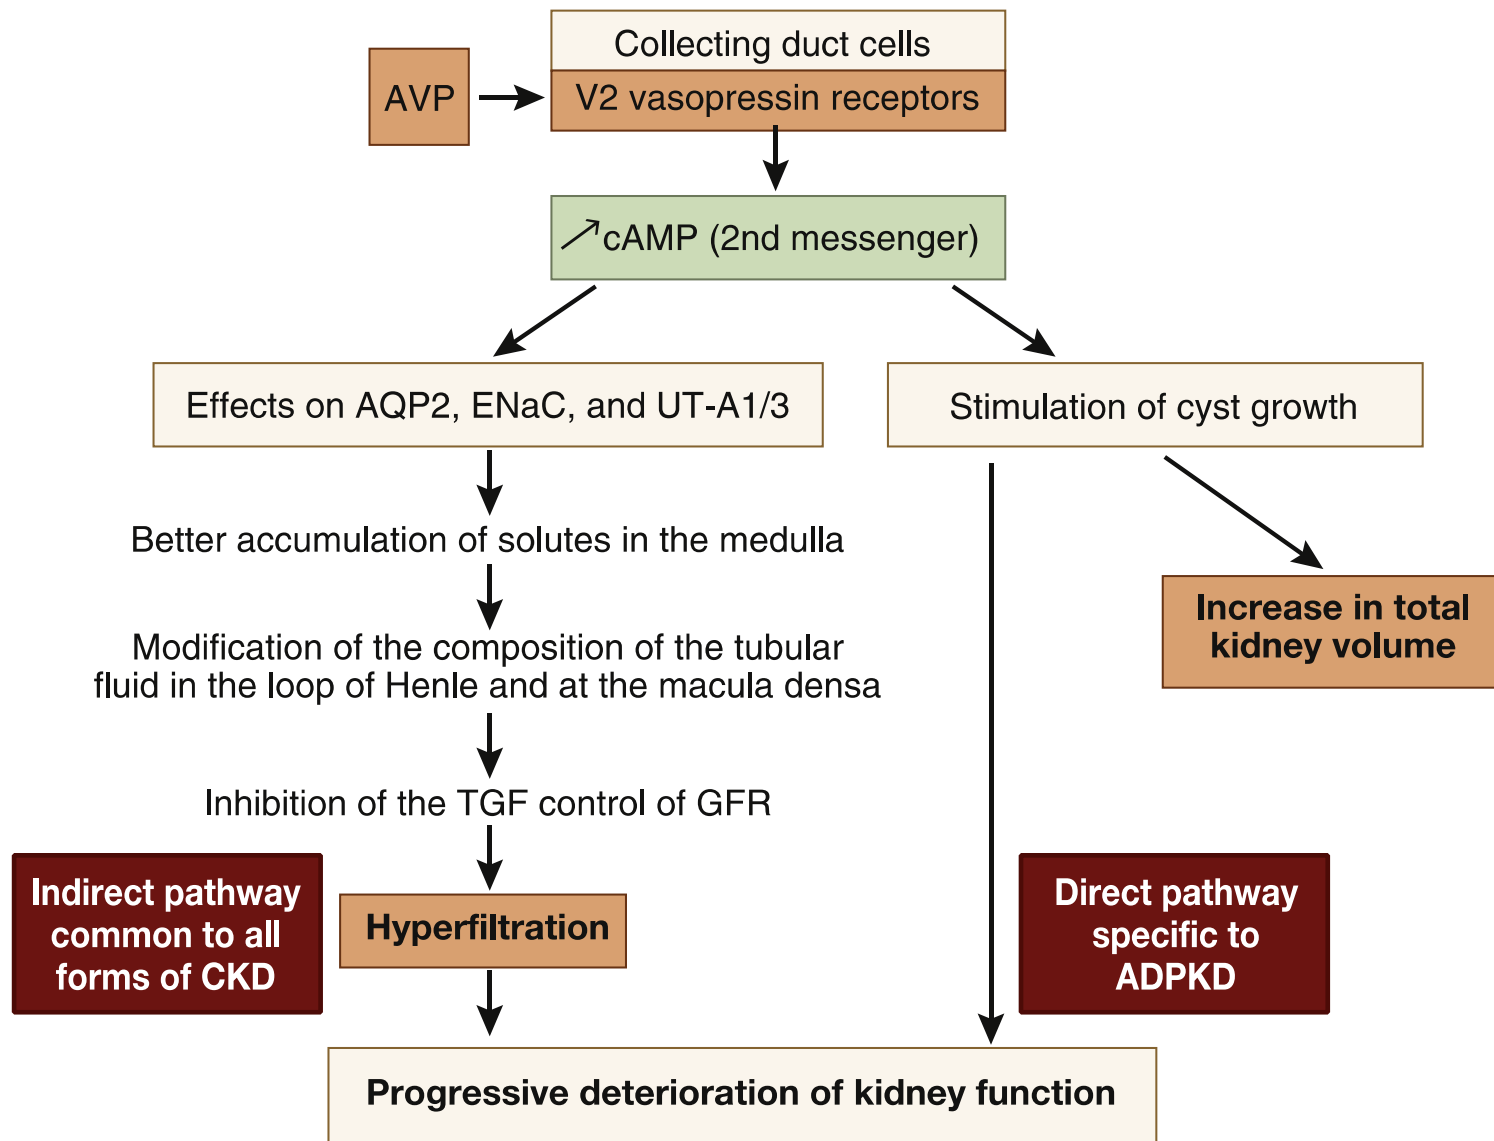 Collecting duct cells
AVP
V2 vasopressin receptors
cAMP (2nd messenger)
Effects on AQP2, ENaC, and UT-A1/3
Stimulation of cyst growth
Better accumulation of solutes in the medulla
Increase in total
kidney volume
Modification of the composition of the tubular
fluid in the loop of Henle and at the macula densa
Inhibition of the TGF control of GFR
Indirect pathway
common to all
forms of CKD
Hyperfiltration
Direct pathway
specific to
ADPKD
Progressive deterioration of kidney function